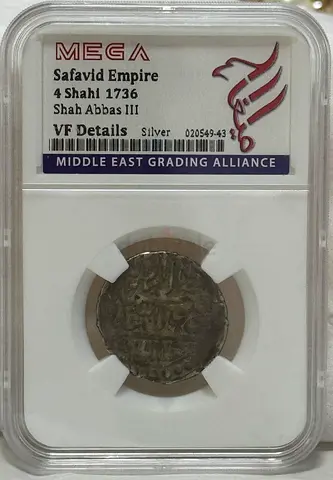 MEGA
Safavid Empire
4 Shahi 1736
Shah Abbas III
VF Details Silver 020549-43
MIDDLE EAST GRADING ALLIANCE